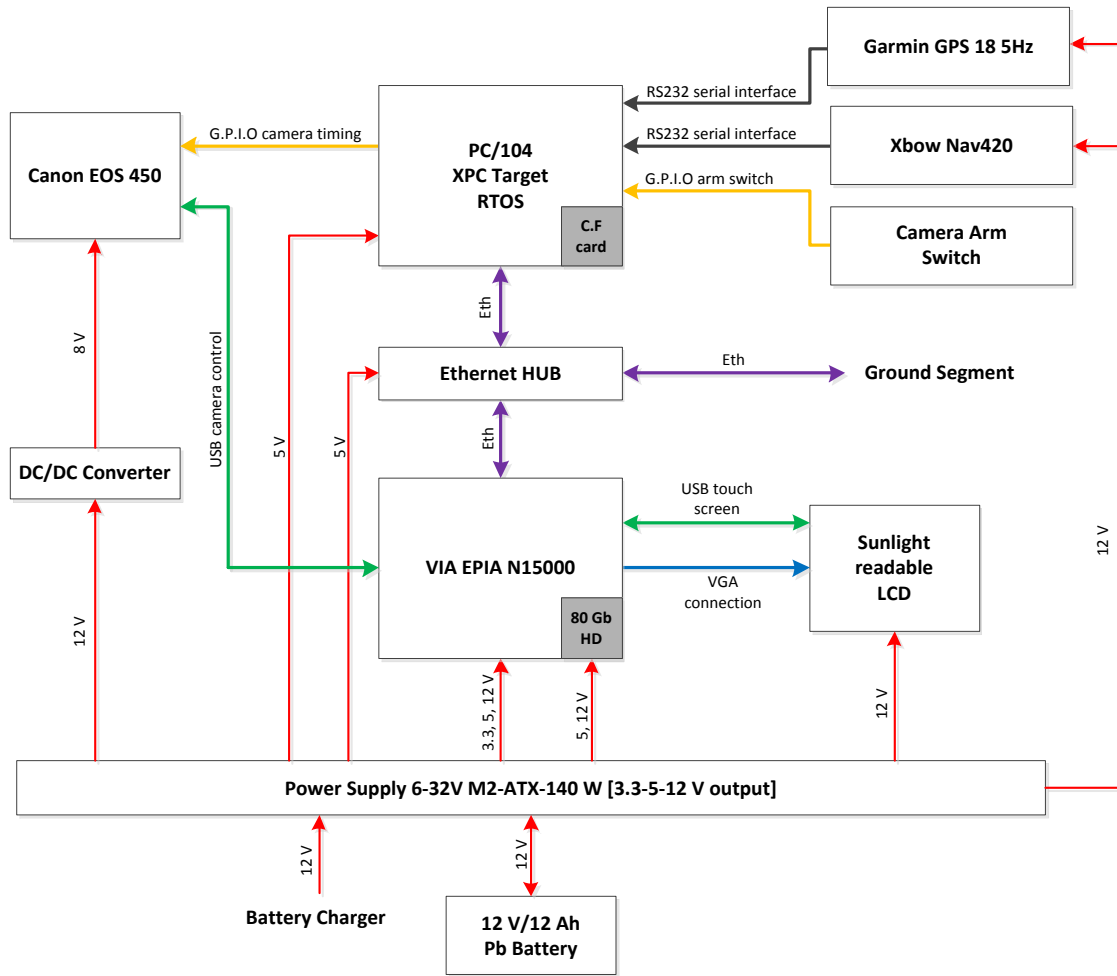 Garmin GPS 18 5Hz
RS232 serial interface
Canon EOS 450
G.P.I.O camera timing
PC/104
XPC Target
RTOS
C.F
card
RS232 serial interface
Xbow Nav420
G.P.I.O arm switch
Camera Arm
Switch
8 V
USB camera control
5 V
5 V
Eth
Ethernet HUB
Eth
Ground Segment
Eth
DC/DC Converter
12 V
VIA EPIA N15000
80 Gb
HD
USB touch
screen
VGA
connection
Sunlight
readable
LCD
12 V
3.3, 5, 12 V
5, 12 V
12 V
Power Supply 6-32V M2-ATX-140 W [3.3-5-12 V output]
12 V
Battery Charger
12 V
12 V/12 Ah
Pb Battery